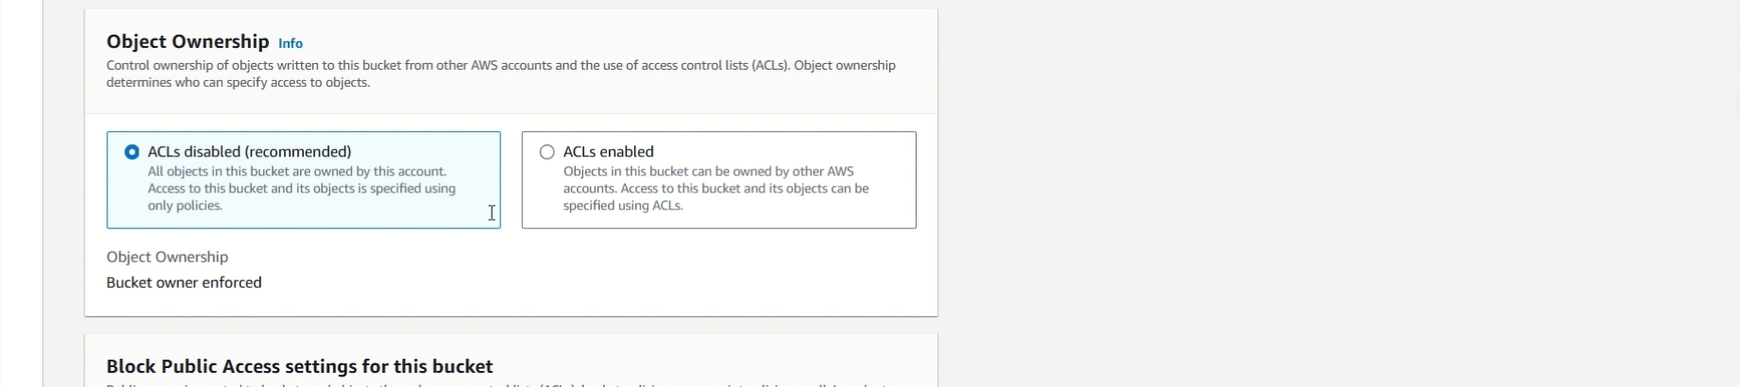 Object Ownership Info
Control ownership of objects written to this bucket from other AWS accounts and the use of access control lists (ACLs). Object ownership
determines who can specify access to objects.
ACLs disabled (recommended)
All objects in this bucket are owned by this account.
Access to this bucket and its objects is specified using
only policies.
ACLs enabled
Objects in this bucket can be owned by other AWS
accounts. Access to this bucket and its objects can be
specified using ACLs.
Object Ownership
Bucket owner enforced
Block Public Access settings for this bucket